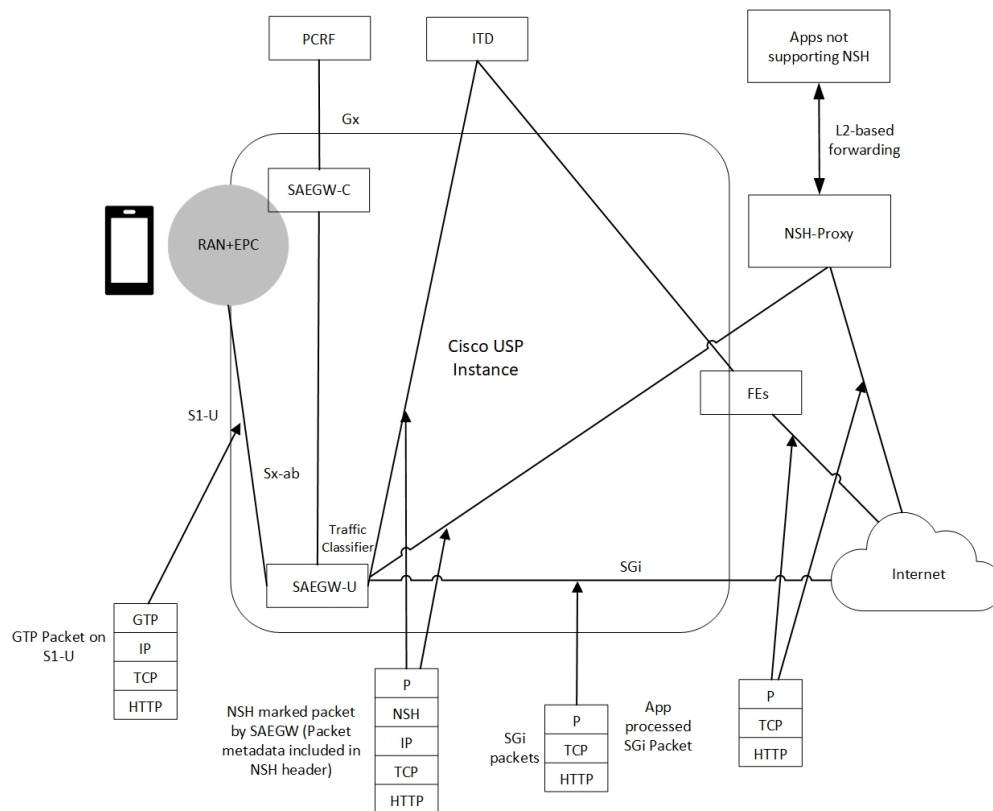 PCRF
ITD
Apps not
supporting NSH
Gx
L2-based
forwarding
SAEGW-C
RAN+EPC
NSH-Proxy
Cisco USP
Instance
FEs
S1-U
Sx-ab
Traffic
Classifier
SAEGW-U
SGi
Internet
GTP Packet on
S1-U
GTP
IP
TCP
HTTP
NSH marked packet
by SAEGW (Packet
metadata included in
NSH header)
P
NSH
IP
TCP
HTTP
SGi
packets
P
TCP
HTTP
App
processed
SGi Packet
P
TCP
HTTP